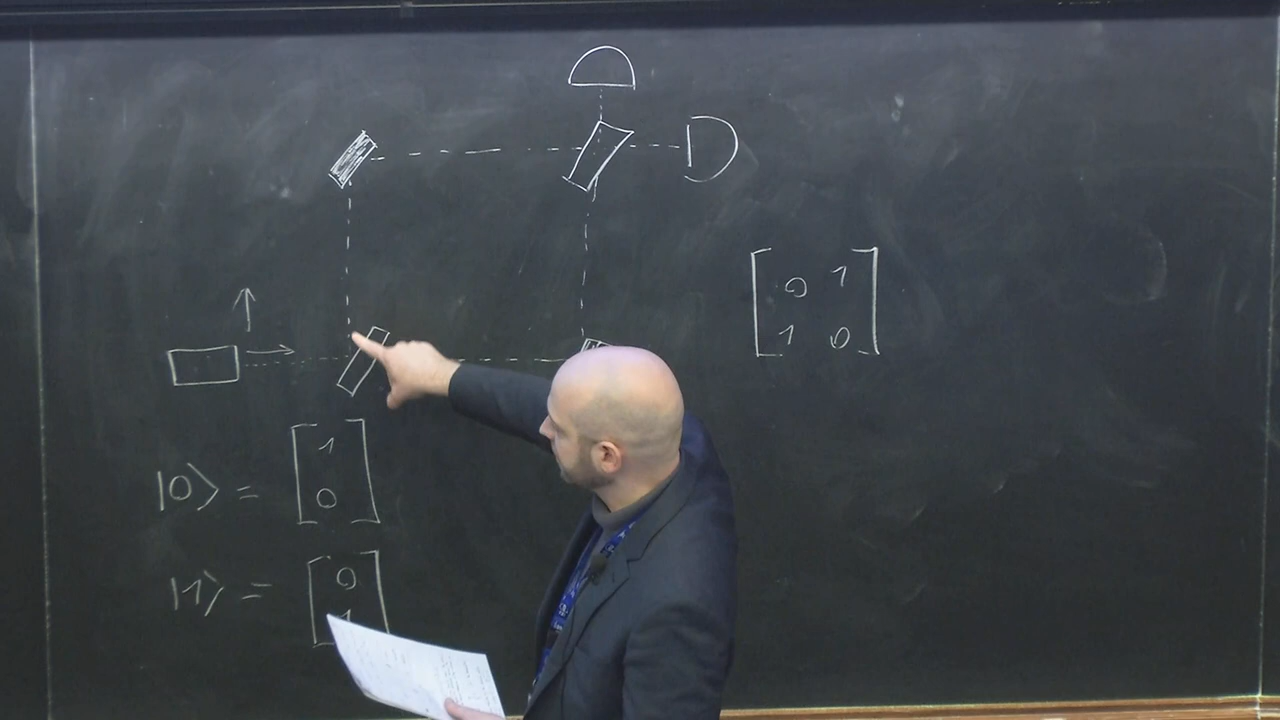 0 1
1 0
|0⟩ = [1
0]
|1⟩ = [0
1]